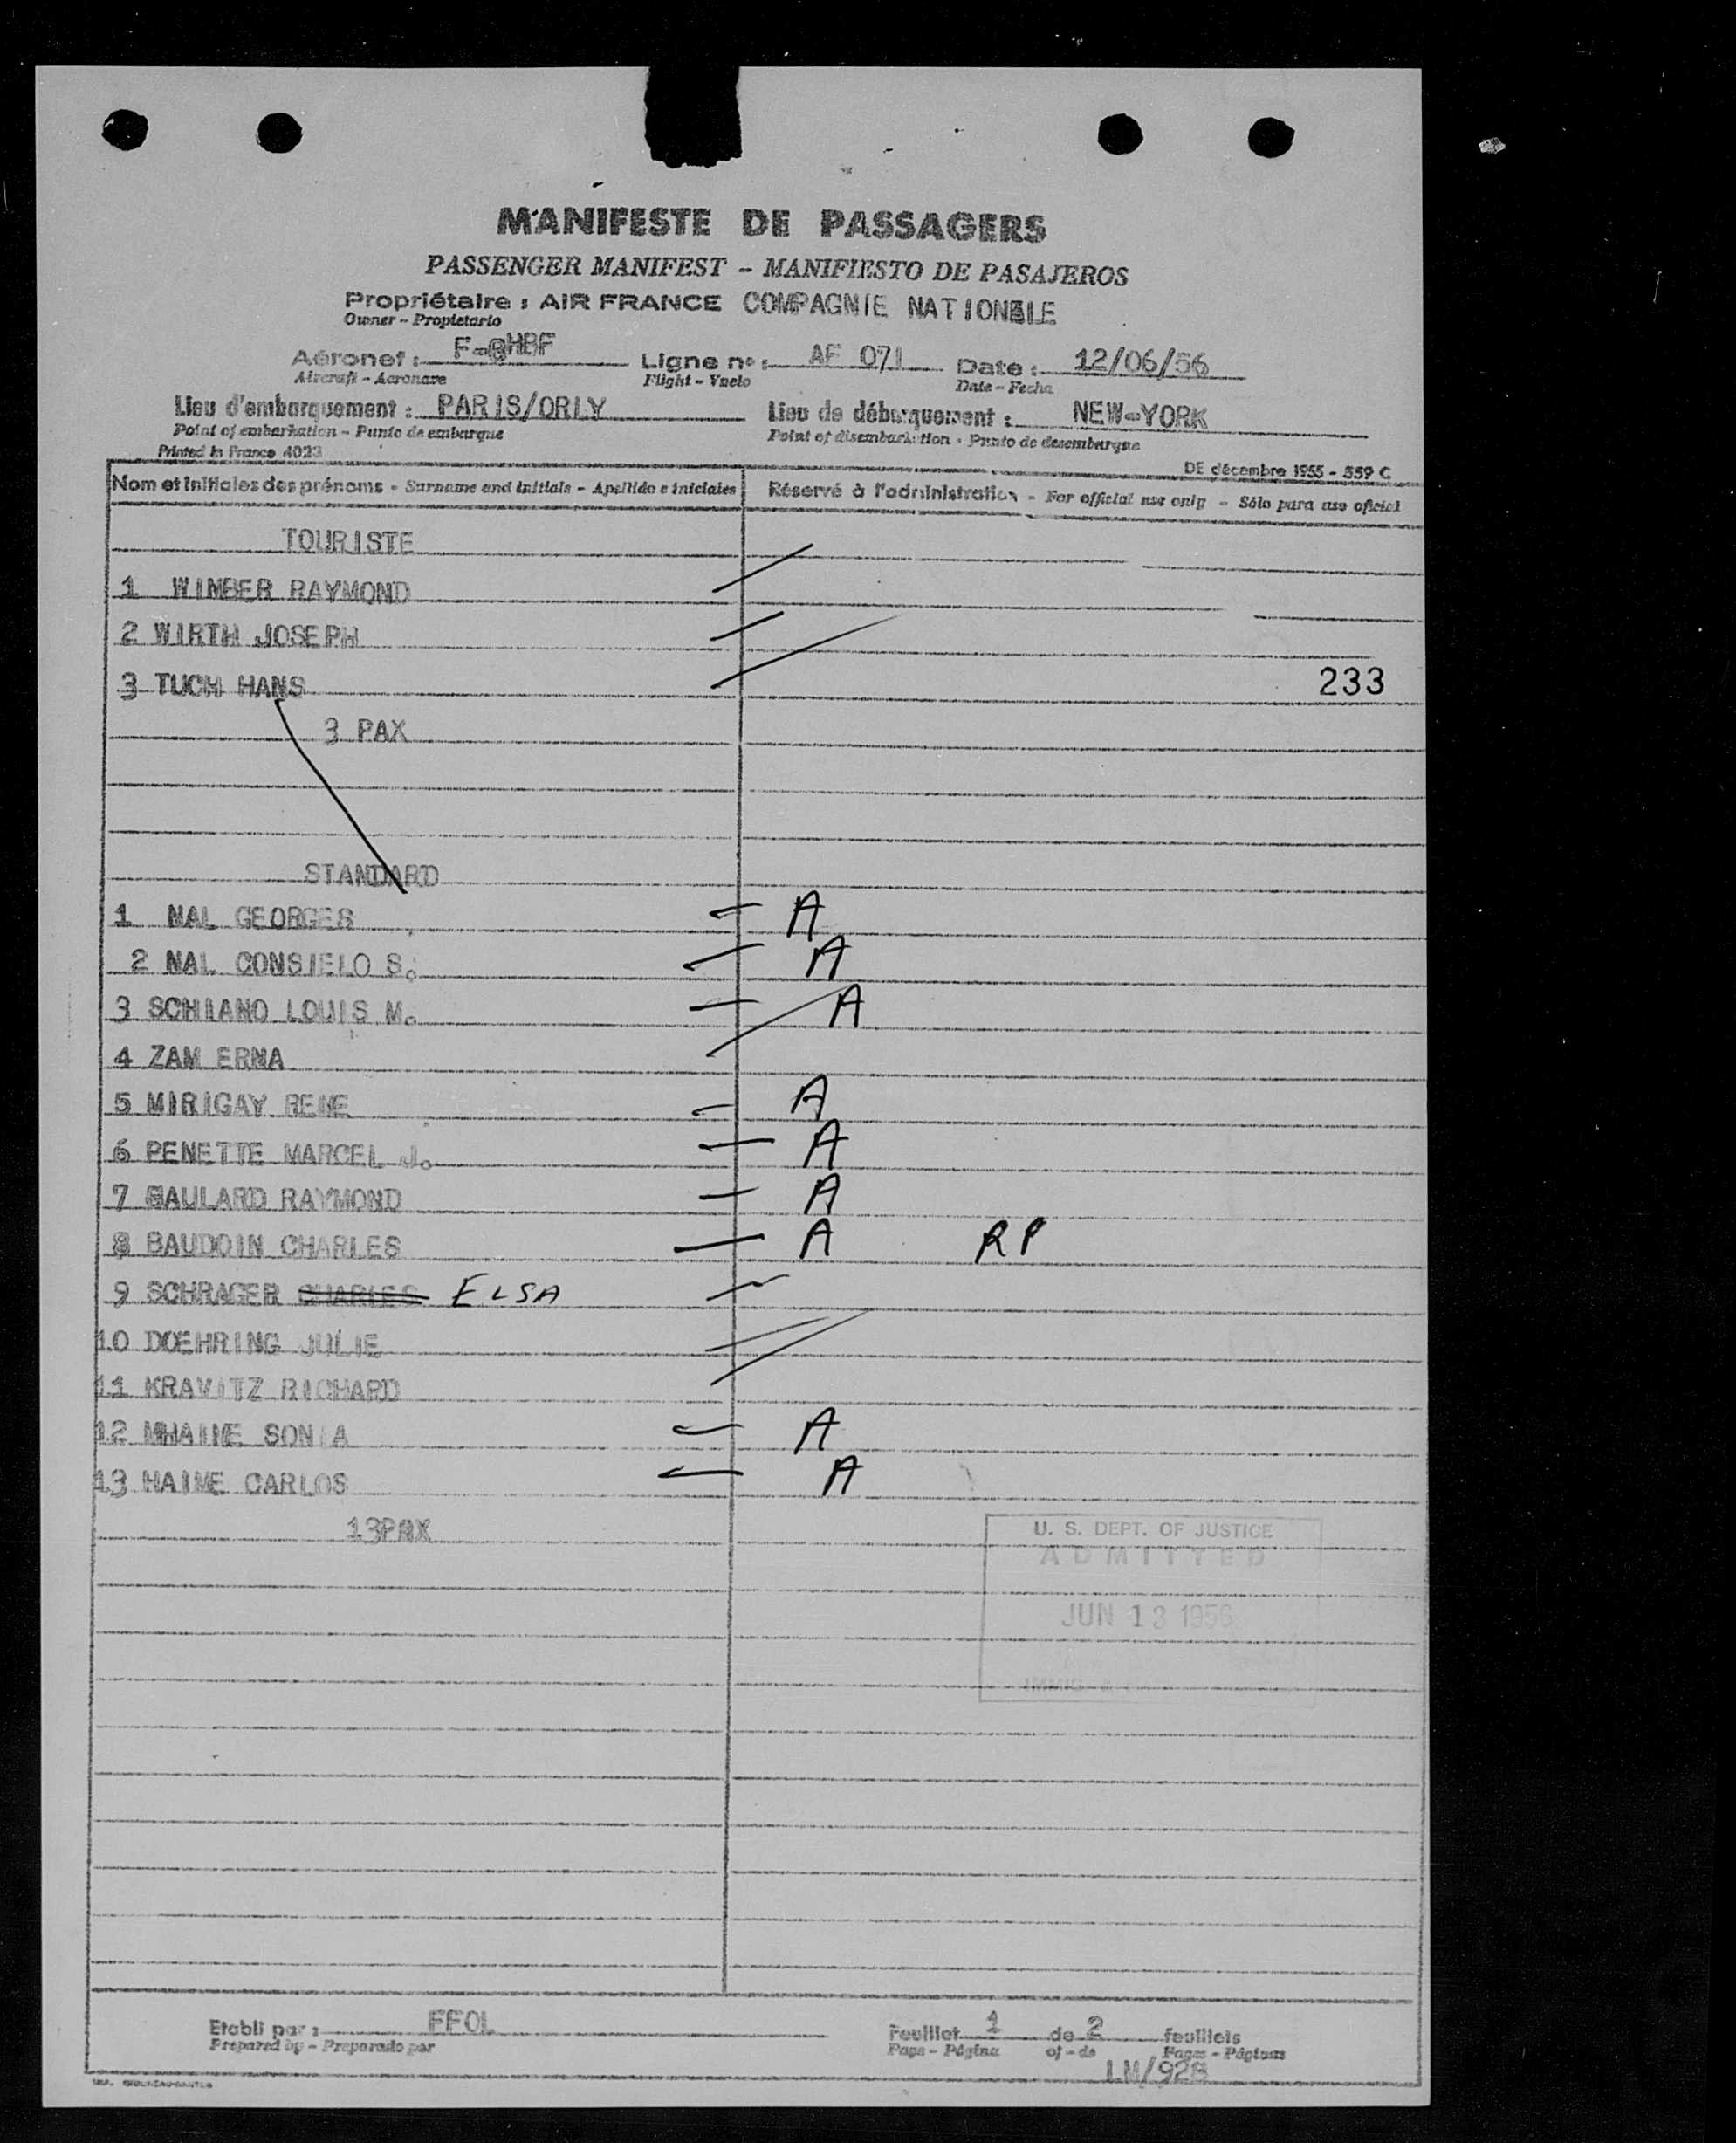 MANIFESTE DE PASSAGERS
PASSENGER MANIFEST - MANIFIESTO DE PASAJEROS
Propriétaire : AIR FRANCE COMPAGNIE NATIONALE
Owner - Propietario
Aéronef : F-BHBF Ligne n° : AF 071 Date : 12/06/56
Aircraft - Aeronave Flight - Vuelo Date - Fecha
Lieu d'embarquement : PARIS/ORLY Lieu de débarquement : NEW-YORK
Point of embarkation - Punto de embarque Point of disembarkation - Punto de desembarque
Printed in France 4023
DE décembre 1955 - 559 C
Nom et initiales des prénoms - Surname and initials - Apellido e iniciales Réservé à l'administration - For official use only - Sólo para uso oficial
TOURISTE
1 WIMBER RAYMOND
2 WIRTH JOSEPH
3 TUCH HANS 233
3 PAX
STANDARD
1 NAL GEORGES A
2 NAL CONSIELO S. A
3 SCHIANO LOUIS M. A
4 ZAM ERNA
5 MIRIGAY RENE A
6 PENETTE MARCEL J. A
7 GAULARD RAYMOND A
8 BAUDOIN CHARLES A RP
9 SCHRAGER CHARLES ELSA
10 DOEHRING JULIE
11 KRAVITZ RICHARD
12 HAIME SONIA A
13 HAIME CARLOS A
13PAX
U. S. DEPT. OF JUSTICE
ADMITTED
JUN 13 1956
Etabli par : FFOL Feuillet 1 de 2 feuillets
Prepared by - Preparado por Page - Página of - de Pages - Páginas
LM/928